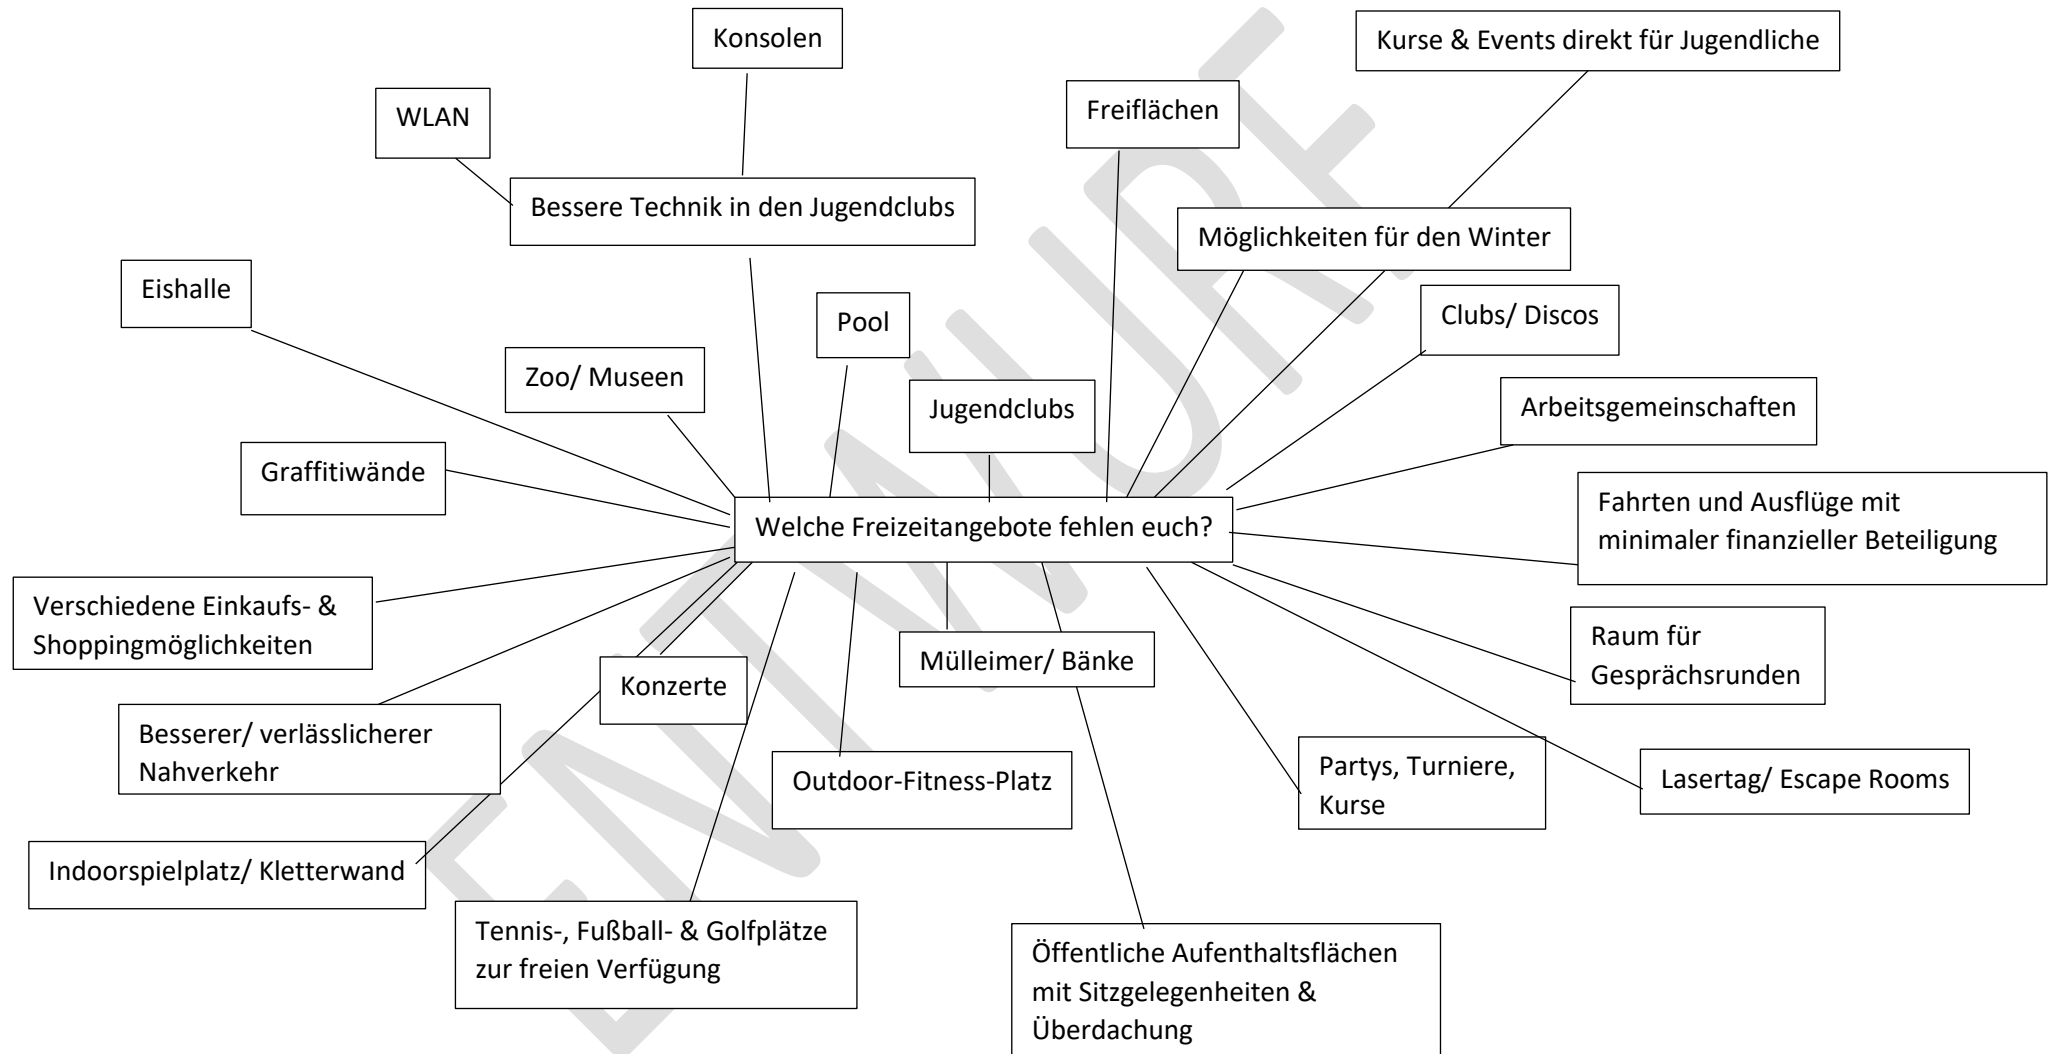 Konsolen
Kurse & Events direkt für Jugendliche
WLAN
Freiflächen
Bessere Technik in den Jugendclubs
Möglichkeiten für den Winter
Eishalle
Pool
Clubs/ Discos
Zoo/ Museen
Jugendclubs
Arbeitsgemeinschaften
Graffitiwände
Welche Freizeitangebote fehlen euch?
Fahrten und Ausflüge mit
minimaler finanzieller Beteiligung
Verschiedene Einkaufs- &
Shoppingmöglichkeiten
Raum für
Gesprächsrunden
Mülleimer/ Bänke
Konzerte
Besserer/ verlässlicherer
Nahverkehr
Outdoor-Fitness-Platz
Partys, Turniere,
Kurse
Lasertag/ Escape Rooms
Indoorspielplatz/ Kletterwand
Tennis-, Fußball- & Golfplätze
zur freien Verfügung
Öffentliche Aufenthaltsflächen
mit Sitzgelegenheiten &
Überdachung
ENTWURF